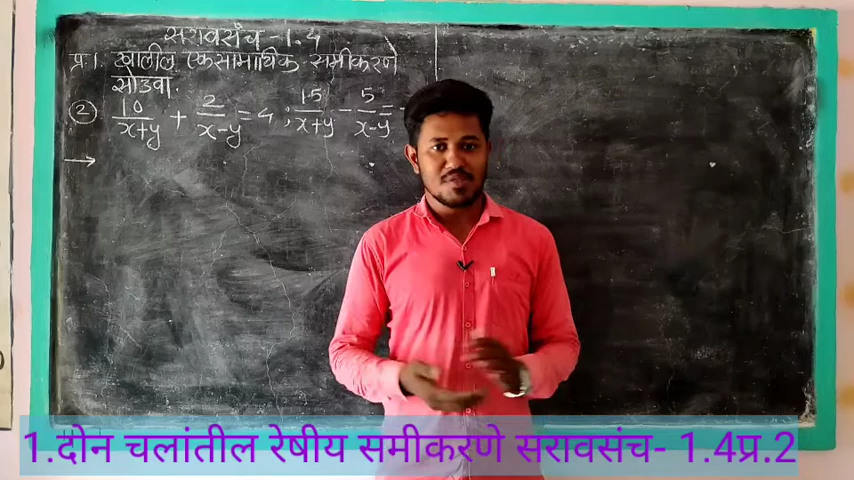 सरावसंच - 1.4
प्र.1. खालील एकसामायिक समीकरणे
सोडवा.
② 10/x+y + 2/x-y = 4 ; 15/x+y - 5/x-y = -
→
1.दोन चलांतील रेषीय समीकरणे सरावसंच- 1.4प्र.2